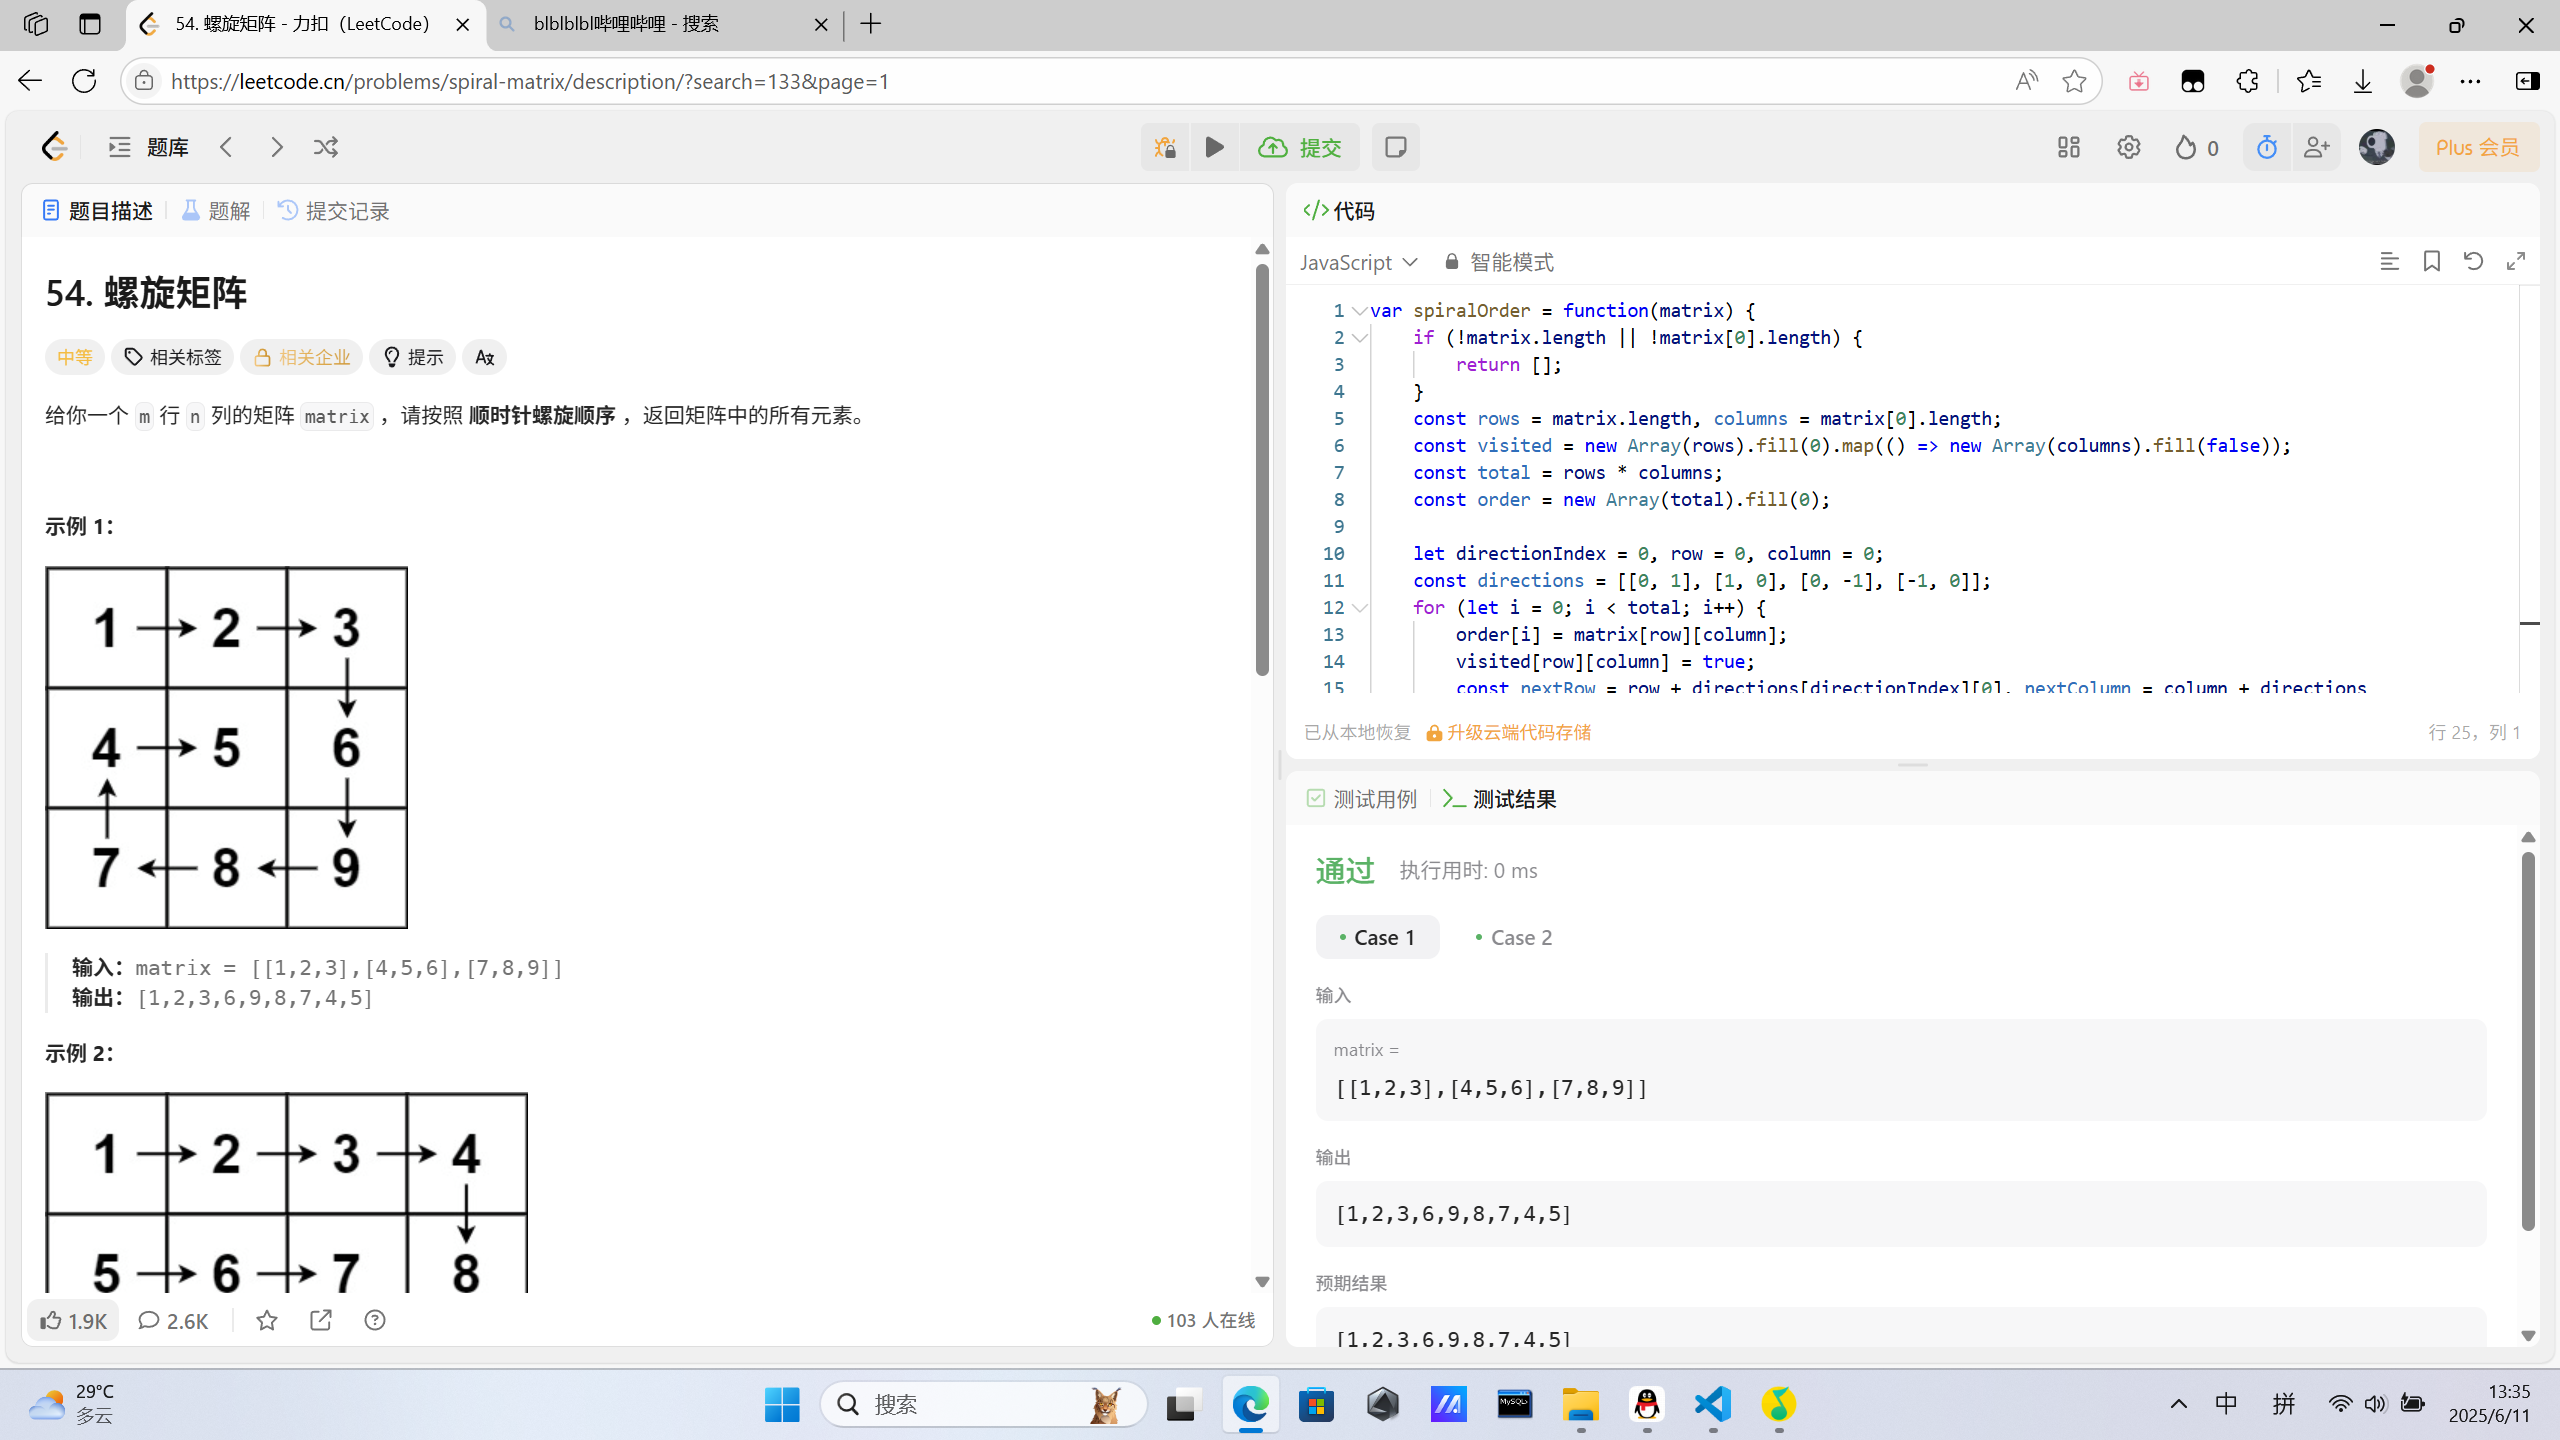 54. 螺旋矩阵 - 力扣（LeetCode）
blblblbl哔哩哔哩 - 搜索
https://leetcode.cn/problems/spiral-matrix/description/?search=133&page=1
题库
提交
0
Plus 会员
题目描述
题解
提交记录
54. 螺旋矩阵
中等
相关标签
相关企业
提示
给你一个 m 行 n 列的矩阵 matrix ，请按照 顺时针螺旋顺序 ，返回矩阵中的所有元素。
示例 1：
1 2 3
4 5 6
7 8 9
输入：matrix = [[1,2,3],[4,5,6],[7,8,9]]
输出：[1,2,3,6,9,8,7,4,5]
示例 2：
1 2 3 4
5 6 7 8
1.9K
2.6K
103 人在线
代码
JavaScript
智能模式
1 var spiralOrder = function(matrix) {
2 if (!matrix.length || !matrix[0].length) {
3 return [];
4 }
5 const rows = matrix.length, columns = matrix[0].length;
6 const visited = new Array(rows).fill(0).map(() => new Array(columns).fill(false));
7 const total = rows * columns;
8 const order = new Array(total).fill(0);
9
10 let directionIndex = 0, row = 0, column = 0;
11 const directions = [[0, 1], [1, 0], [0, -1], [-1, 0]];
12 for (let i = 0; i < total; i++) {
13 order[i] = matrix[row][column];
14 visited[row][column] = true;
15 const nextRow = row + directions[directionIndex][0], nextColumn = column + directions
已从本地恢复
升级云端代码存储
行 25，列 1
测试用例
测试结果
通过
执行用时: 0 ms
Case 1
Case 2
输入
matrix =
[[1,2,3],[4,5,6],[7,8,9]]
输出
[1,2,3,6,9,8,7,4,5]
预期结果
[1,2,3,6,9,8,7,4,5]
29°C
多云
搜索
MySQL
中
拼
13:35
2025/6/11